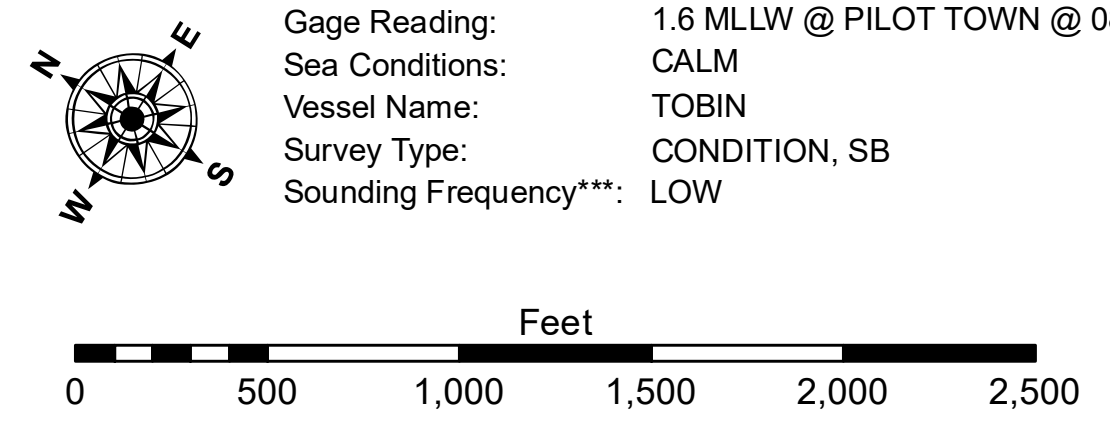 N
E
S
W
Gage Reading: 1.6 MLLW @ PILOT TOWN @
Sea Conditions: CALM
Vessel Name: TOBIN
Survey Type: CONDITION, SB
Sounding Frequency***: LOW
Feet
0 500 1,000 1,500 2,000 2,500